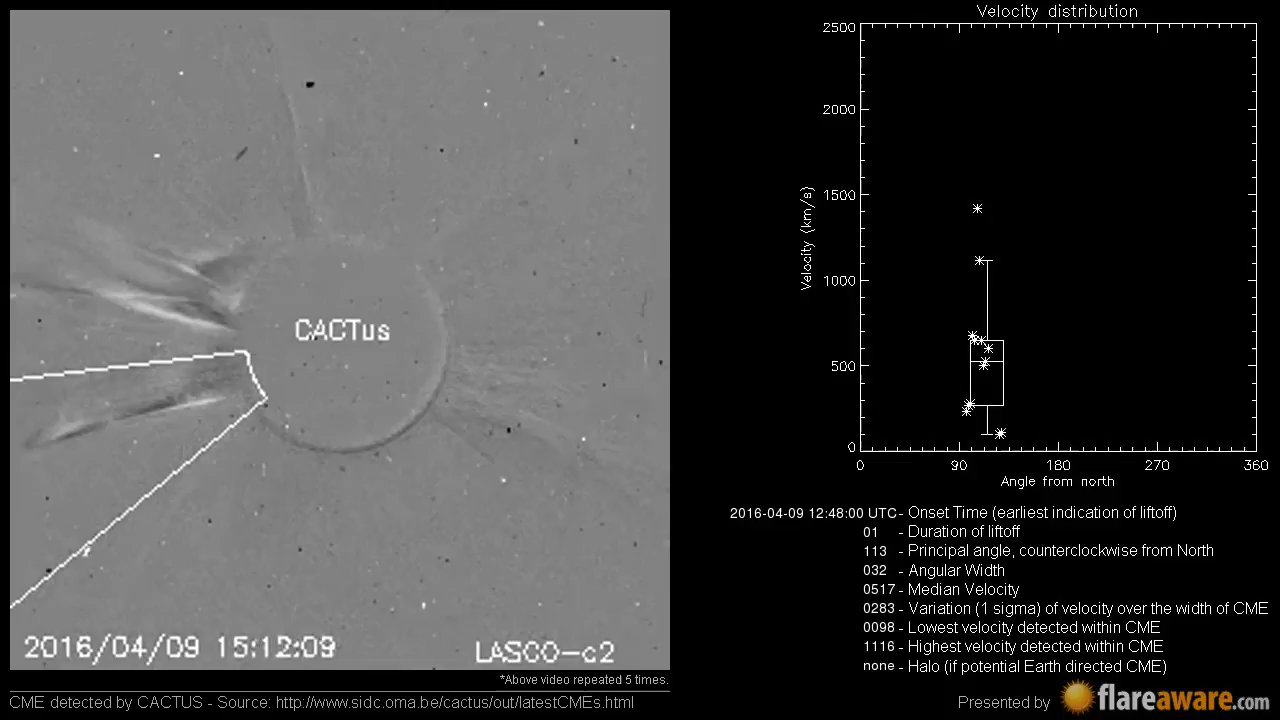 CACTus
2016/04/09 15:12:09
LASCO-c2
*Above video repeated 5 times.
CME detected by CACTUS - Source: http://www.sidc.oma.be/cactus/out/latestCMEs.html
Velocity distribution
2500
2000
1500
1000
500
0
Velocity (km/s)
0 90 180 270 360
Angle from north
2016-04-09 12:48:00 UTC - Onset Time (earliest indication of liftoff)
01 - Duration of liftoff
113 - Principal angle, counterclockwise from North
032 - Angular Width
0517 - Median Velocity
0283 - Variation (1 sigma) of velocity over the width of CME
0098 - Lowest velocity detected within CME
1116 - Highest velocity detected within CME
none - Halo (if potential Earth directed CME)
Presented by flareaware.com